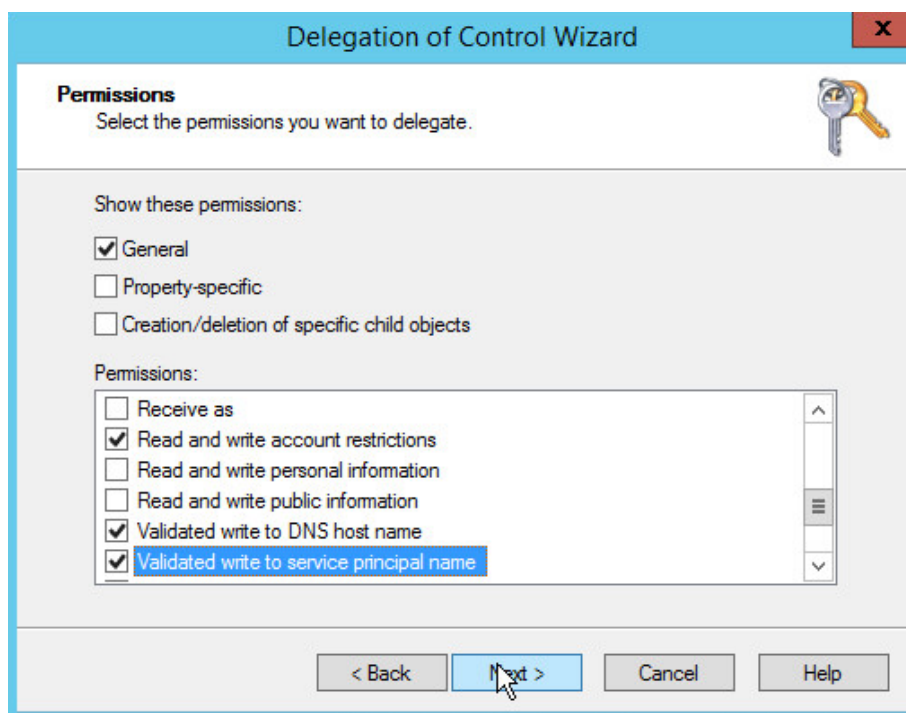 Delegation of Control Wizard
x
Permissions
Select the permissions you want to delegate.
Show these permissions:
General
Property-specific
Creation/deletion of specific child objects
Permissions:
Receive as
Read and write account restrictions
Read and write personal information
Read and write public information
Validated write to DNS host name
Validated write to service principal name
< Back Next > Cancel Help